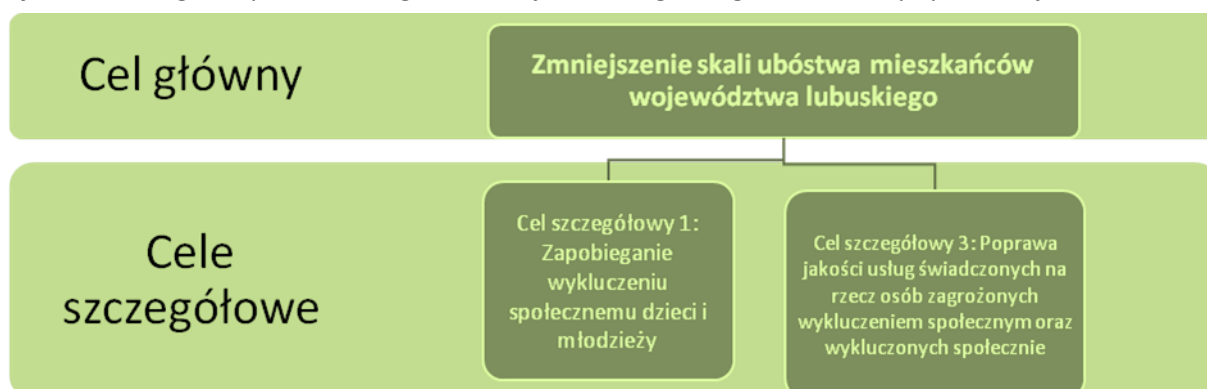 Cel główny
Zmniejszenie skali ubóstwa mieszkańców
województwa lubuskiego
Cele
szczegółowe
Cel szczegółowy 1:
Zapobieganie
wykluczeniu
społecznemu dzieci i
młodzieży
Cel szczegółowy 3: Poprawa
jakości usług świadczonych na
rzecz osób zagrożonych
wykluczeniem społecznym oraz
wykluczonych społecznie